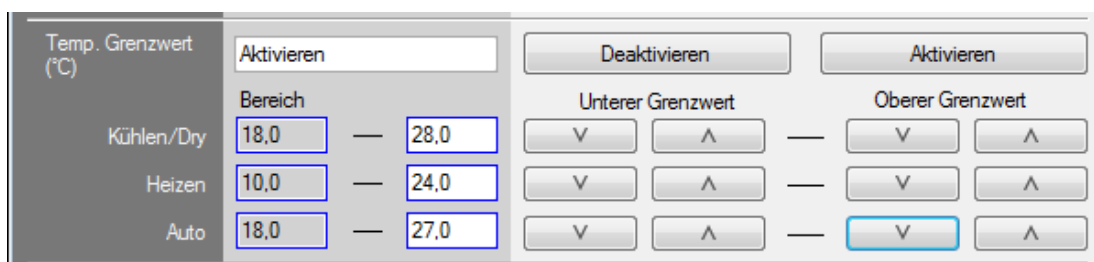 Temp. Grenzwert
(°C)
Aktivieren
Deaktivieren
Aktivieren
Bereich
Unterer Grenzwert
Oberer Grenzwert
Kühlen/Dry
18,0 — 28,0
V Λ — V Λ
Heizen
10,0 — 24,0
V Λ — V Λ
Auto
18,0 — 27,0
V Λ — V Λ